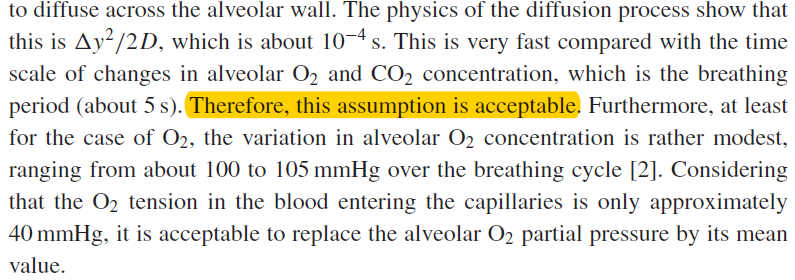 to diffuse across the alveolar wall. The physics of the diffusion process show that
this is Δy²/2D, which is about 10⁻⁴ s. This is very fast compared with the time
scale of changes in alveolar O₂ and CO₂ concentration, which is the breathing
period (about 5 s). Therefore, this assumption is acceptable. Furthermore, at least
for the case of O₂, the variation in alveolar O₂ concentration is rather modest,
ranging from about 100 to 105 mmHg over the breathing cycle [2]. Considering
that the O₂ tension in the blood entering the capillaries is only approximately
40 mmHg, it is acceptable to replace the alveolar O₂ partial pressure by its mean
value.